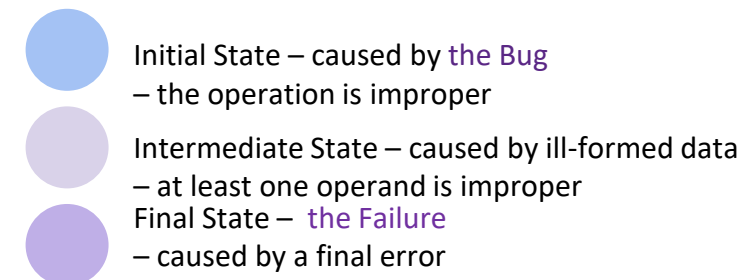 Initial State – caused by the Bug
– the operation is improper
Intermediate State – caused by ill-formed data
– at least one operand is improper
Final State – the Failure
– caused by a final error